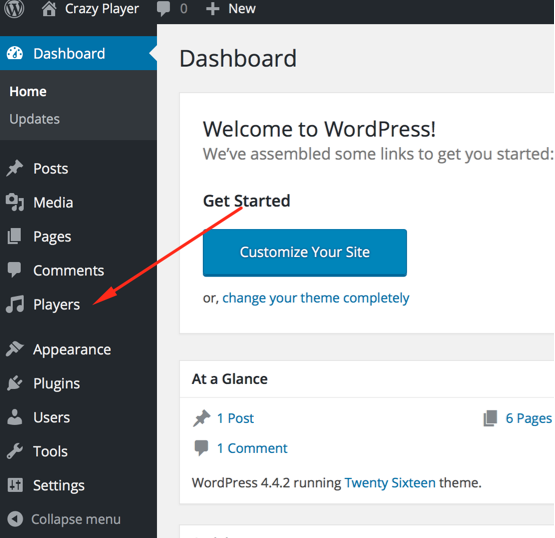 Crazy Player 0 New
Dashboard
Home
Updates
Posts
Media
Pages
Comments
Players
Appearance
Plugins
Users
Tools
Settings
Collapse menu
Dashboard
Welcome to WordPress!
We've assembled some links to get you started:
Get Started
Customize Your Site
or, change your theme completely
At a Glance
1 Post 6 Pages
1 Comment
WordPress 4.4.2 running Twenty Sixteen theme.